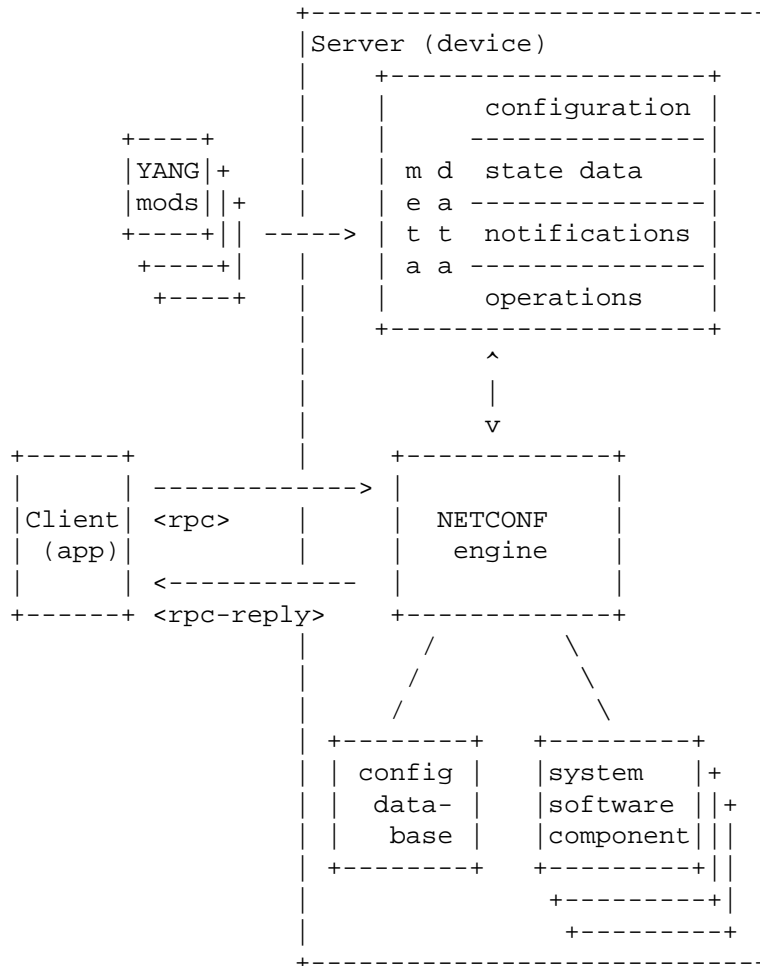 Server (device)
configuration
YANG
m d state data
mods
e a
t t notifications
a a
operations
Client <rpc> NETCONF
(app) engine
<rpc-reply>
config system
data- software
base component